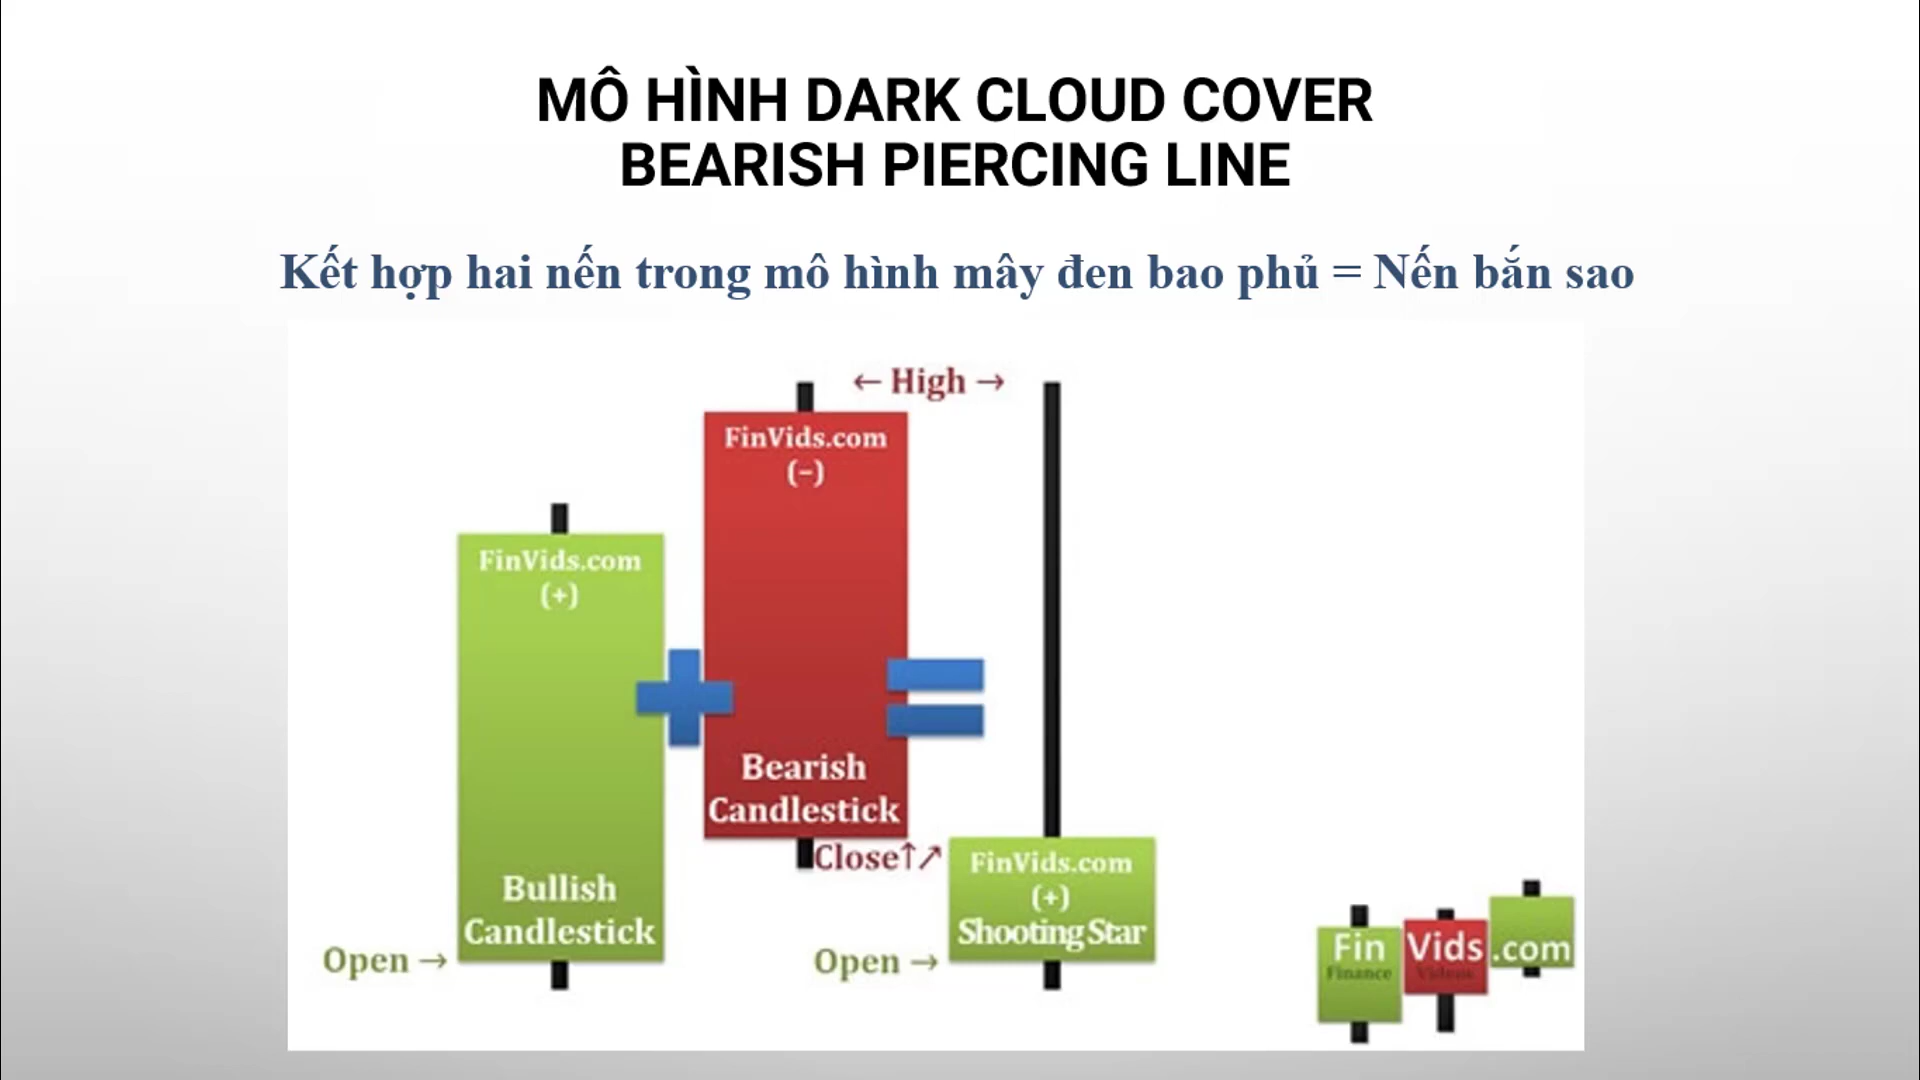 MÔ HÌNH DARK CLOUD COVER
BEARISH PIERCING LINE
Kết hợp hai nến trong mô hình mây đen bao phủ = Nến bắn sao
← High →
FinVids.com
(–)
FinVids.com
(+)
Bearish
Candlestick
Close↑↗
FinVids.com
(+)
Shooting Star
Bullish
Candlestick
Open →
Open →
Fin Vids .com
Finance Videos